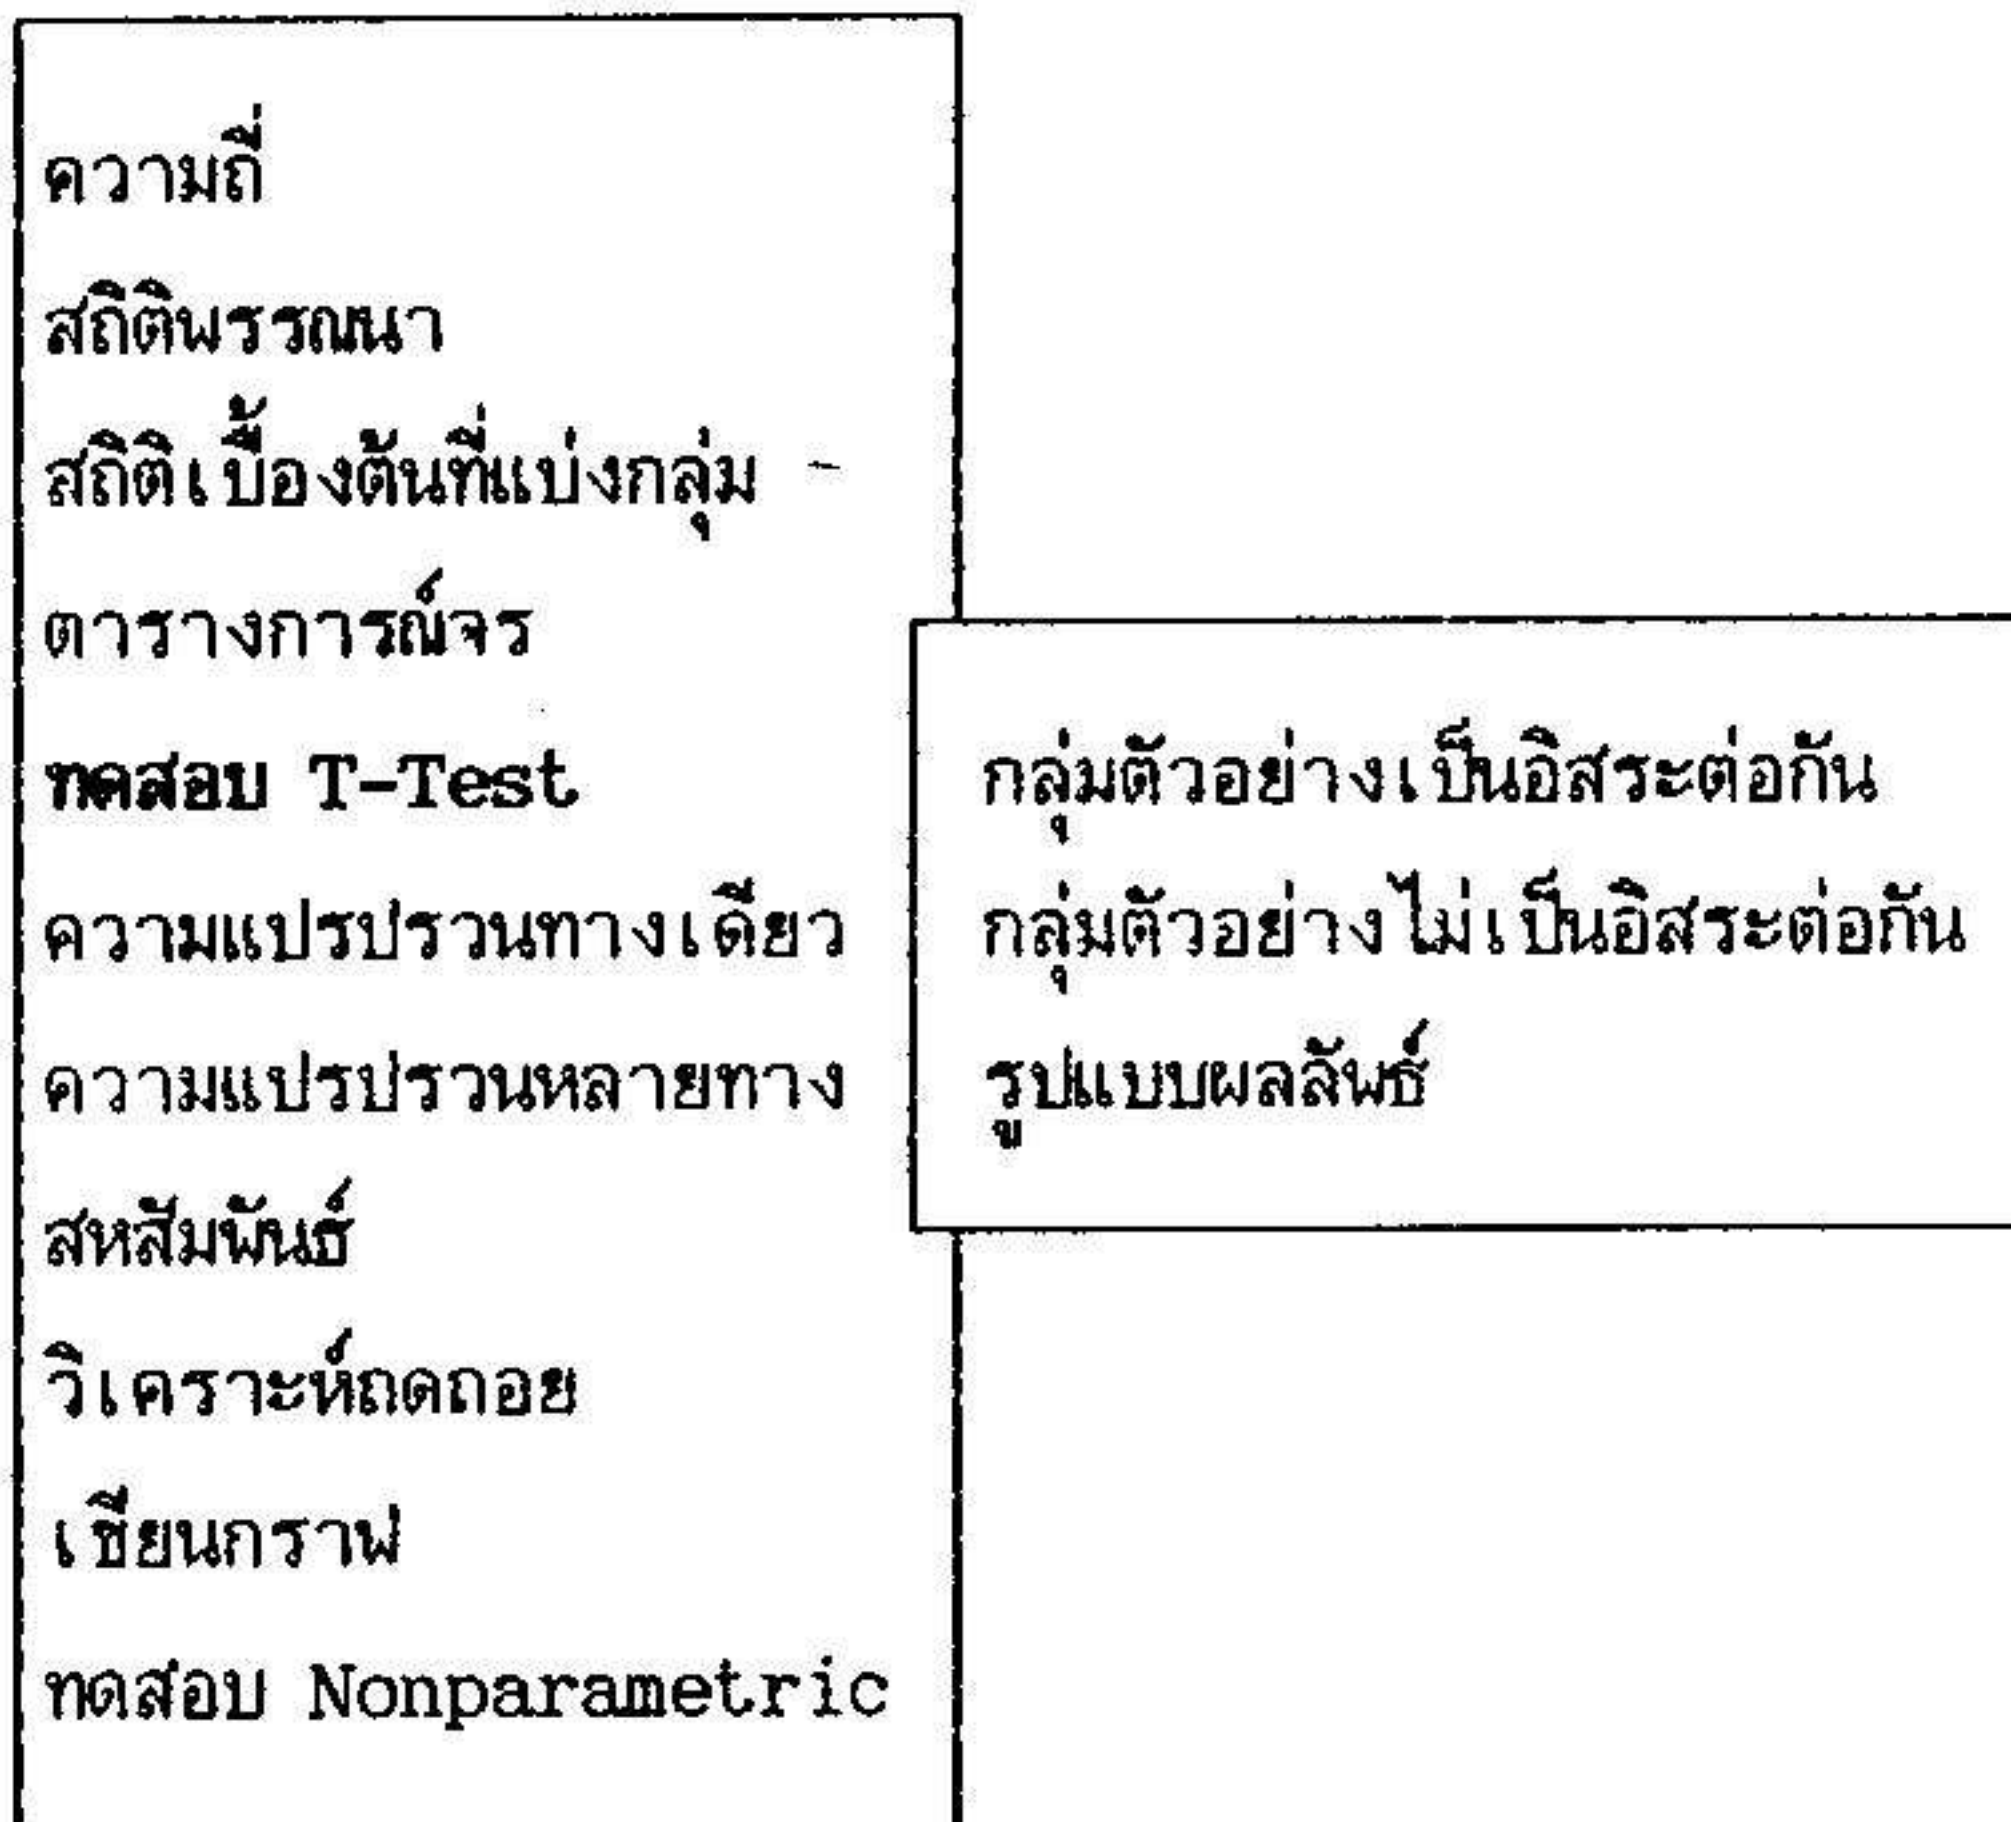 ความถี่
สถิติพรรณนา
สถิติเบื้องต้นที่แบ่งกลุ่ม
ตารางการณ์จร
ทดสอบ T-Test
ความแปรปรวนทางเดียว
ความแปรปรวนหลายทาง
สหสัมพันธ์
วิเคราะห์ถดถอย
เขียนกราฟ
ทดสอบ Nonparametric
กลุ่มตัวอย่างเป็นอิสระต่อกัน
กลุ่มตัวอย่างไม่เป็นอิสระต่อกัน
รูปแบบผลลัพธ์